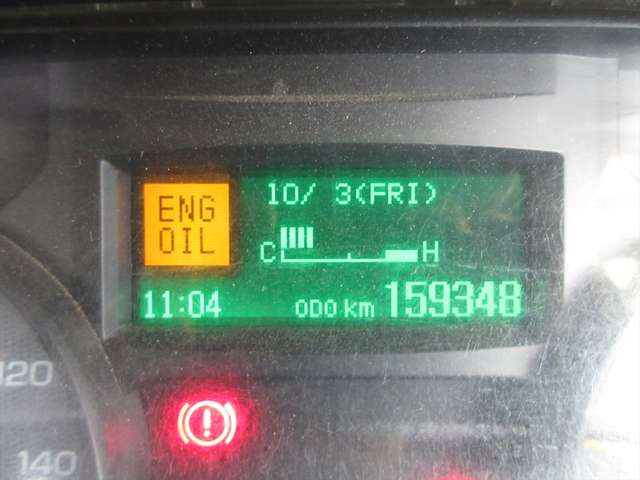 ENG
OIL
10/ 3(FRI)
C H
11:04 ODO km 159348
120
140